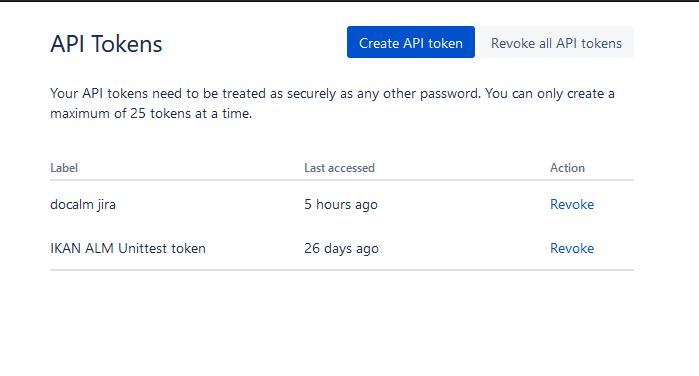 API Tokens
Create API token
Revoke all API tokens
Your API tokens need to be treated as securely as any other password. You can only create a
maximum of 25 tokens at a time.
Label Last accessed Action
docalm jira 5 hours ago Revoke
IKAN ALM Unittest token 26 days ago Revoke